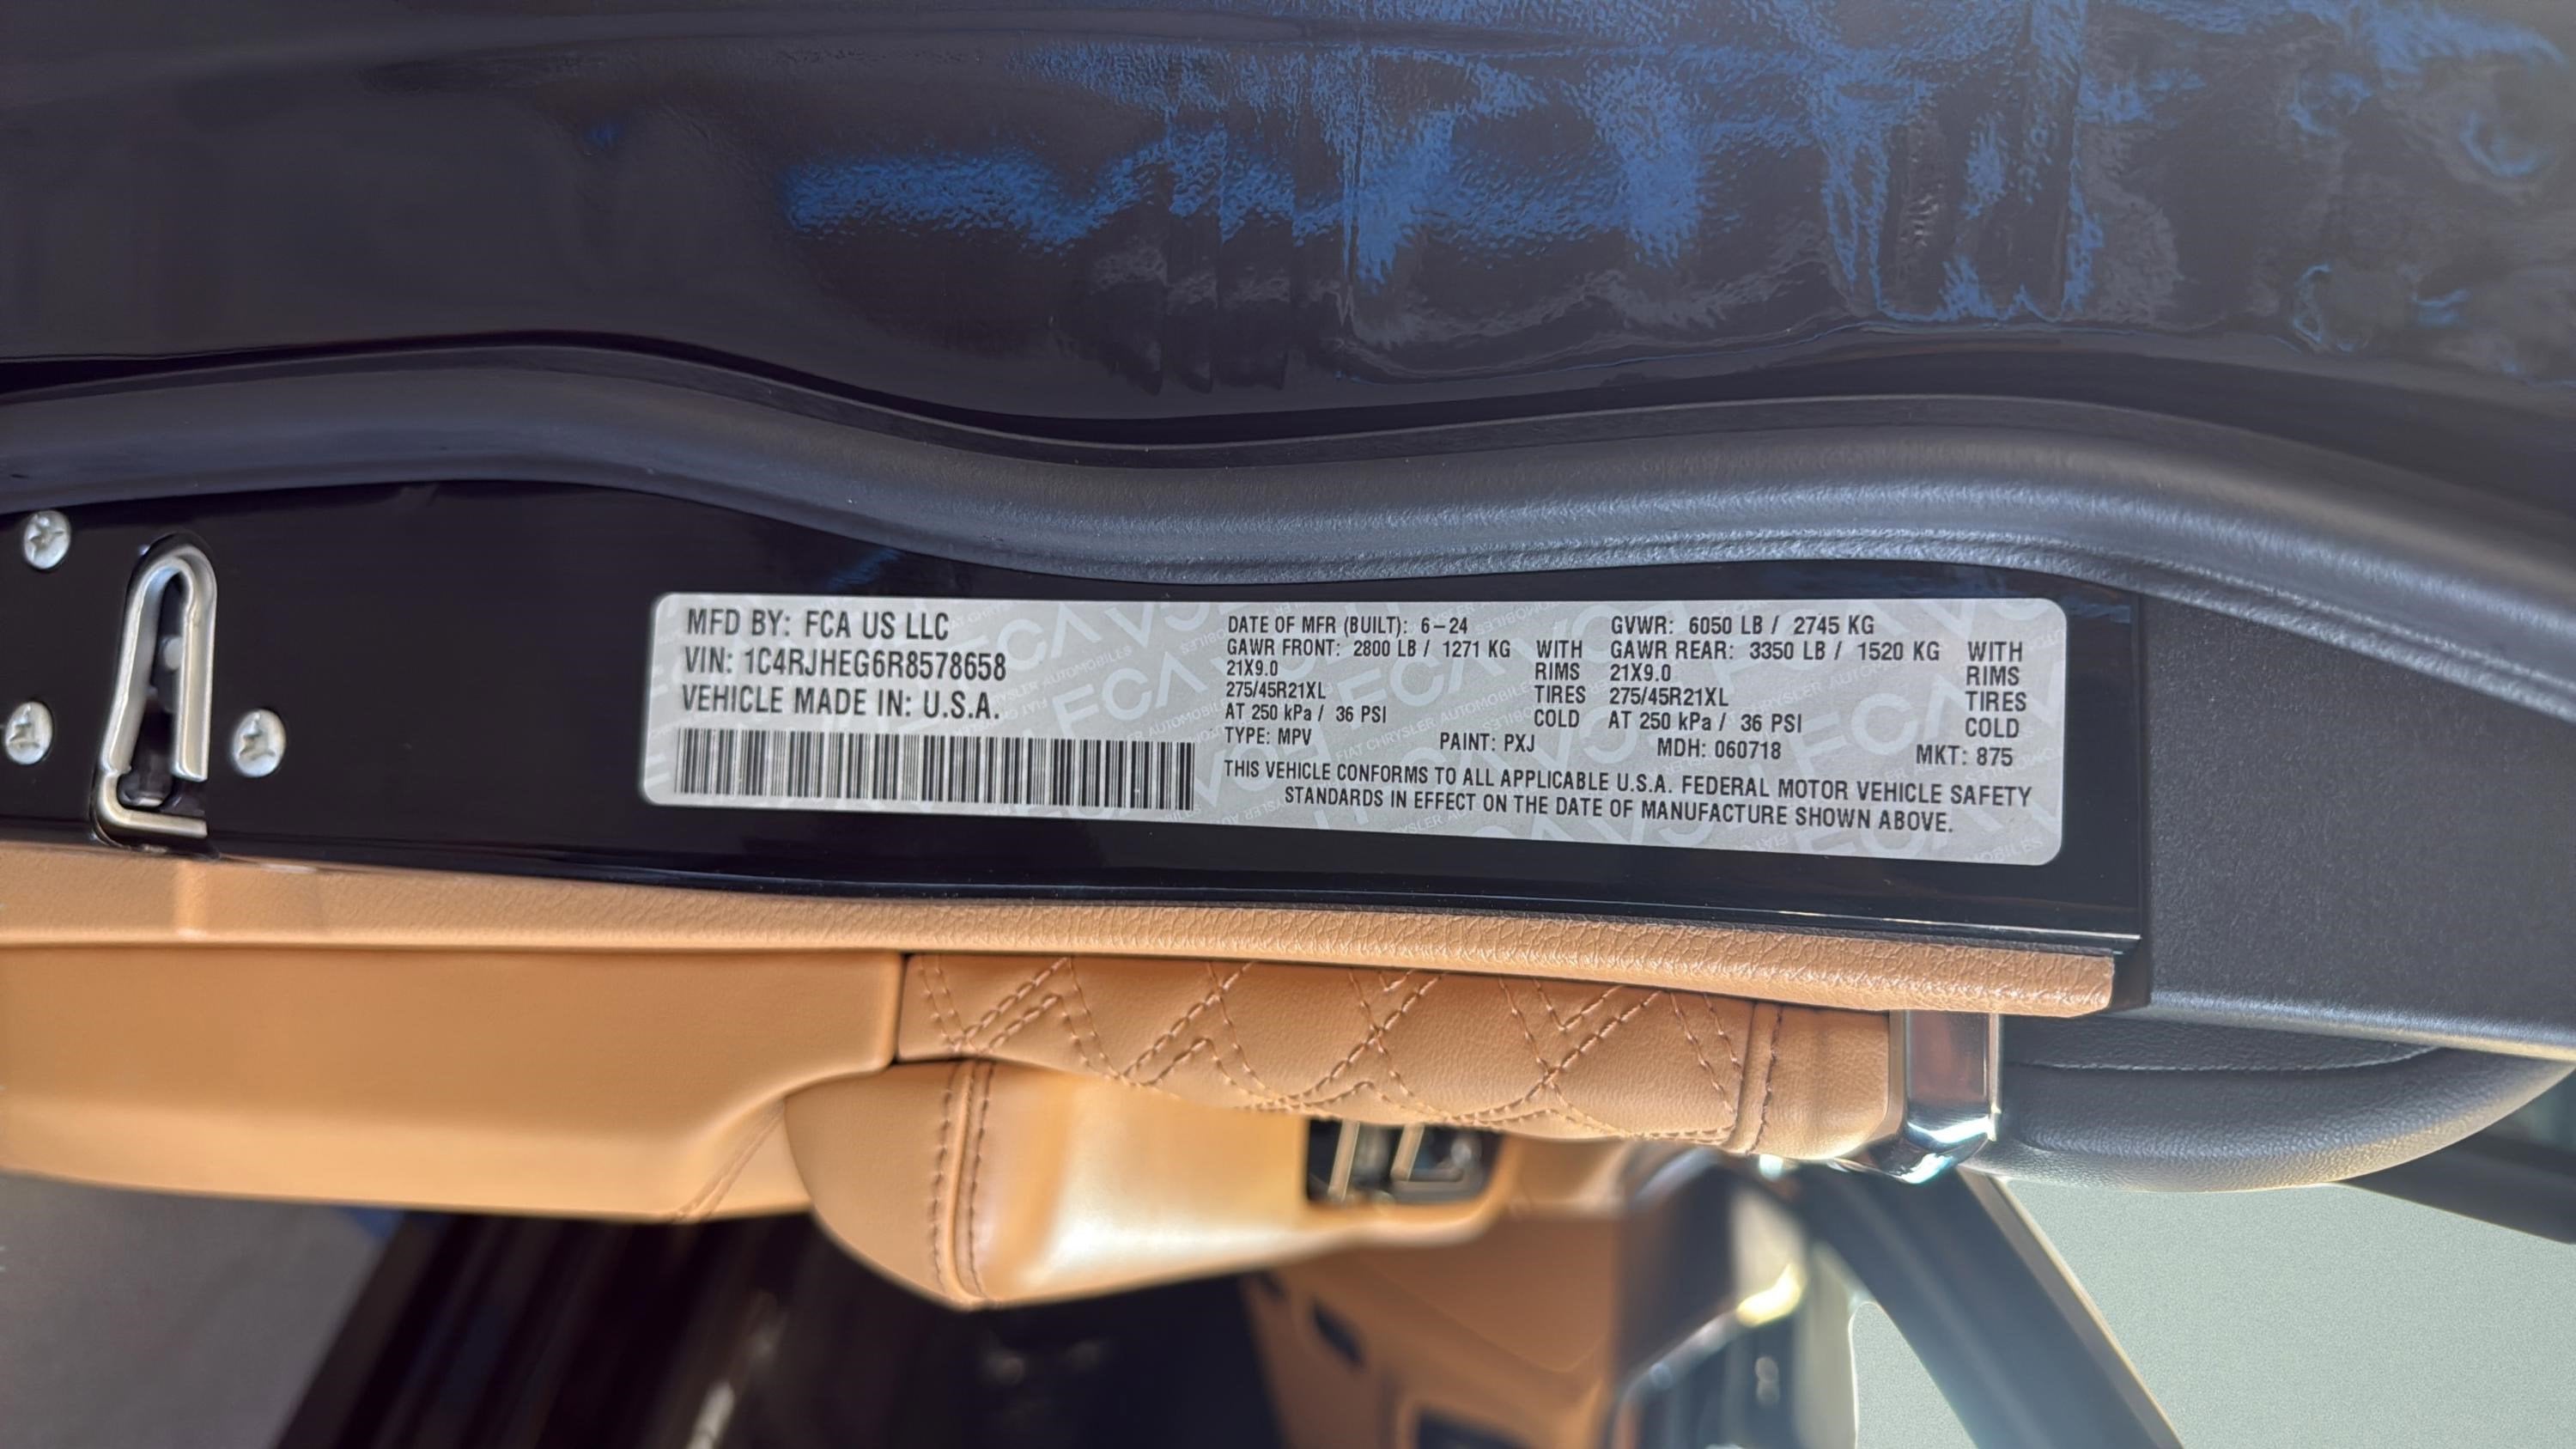 MFD BY: FCA US LLC
VIN: 1C4RJHEG6R8578658
VEHICLE MADE IN: U.S.A.
DATE OF MFR (BUILT): 6-24
GAWR FRONT: 2800 LB / 1271 KG WITH
21X9.0 RIMS
275/45R21XL TIRES
AT 250 kPa / 36 PSI COLD
GVWR: 6050 LB / 2745 KG
GAWR REAR: 3350 LB / 1520 KG WITH
21X9.0 RIMS
275/45R21XL TIRES
AT 250 kPa / 36 PSI COLD
TYPE: MPV PAINT: PXJ MDH: 060718 MKT: 875
THIS VEHICLE CONFORMS TO ALL APPLICABLE U.S.A. FEDERAL MOTOR VEHICLE SAFETY
STANDARDS IN EFFECT ON THE DATE OF MANUFACTURE SHOWN ABOVE.